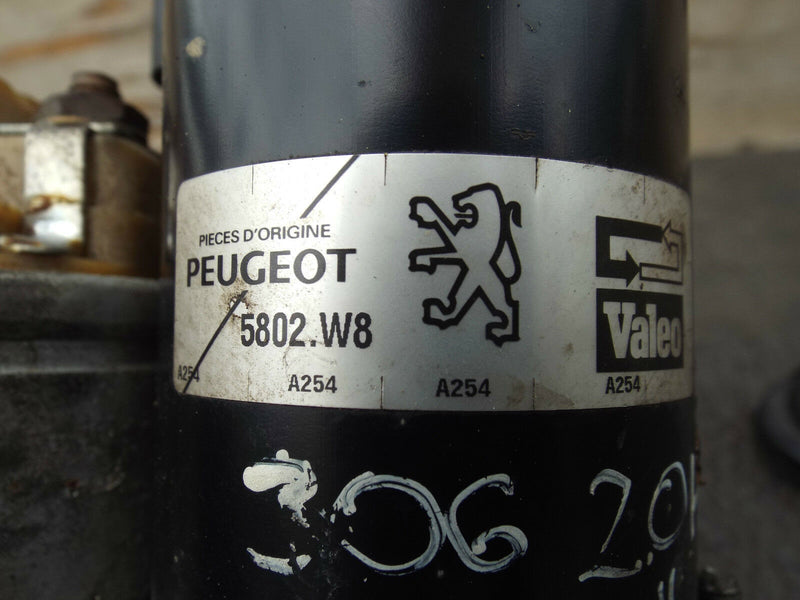 PIECES D'ORIGINE
PEUGEOT
5802.W8
Valeo
A254 A254 A254 A254
306 2.0